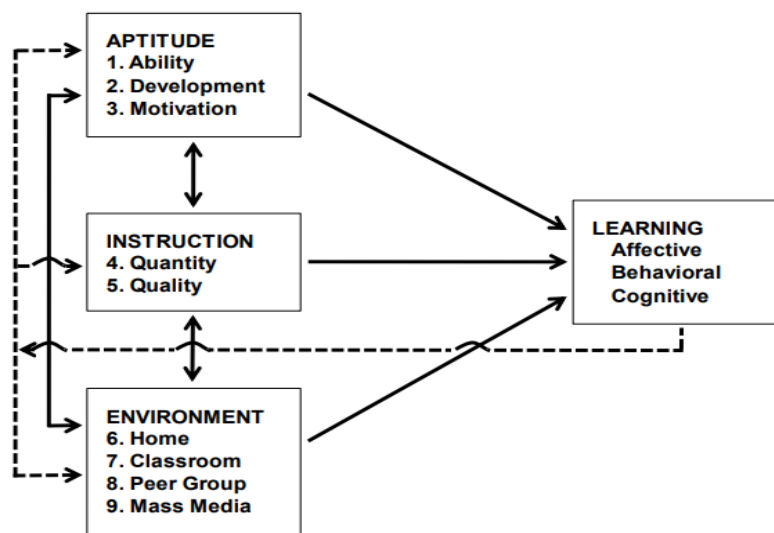 APTITUDE
1. Ability
2. Development
3. Motivation
INSTRUCTION
4. Quantity
5. Quality
ENVIRONMENT
6. Home
7. Classroom
8. Peer Group
9. Mass Media
LEARNING
Affective
Behavioral
Cognitive